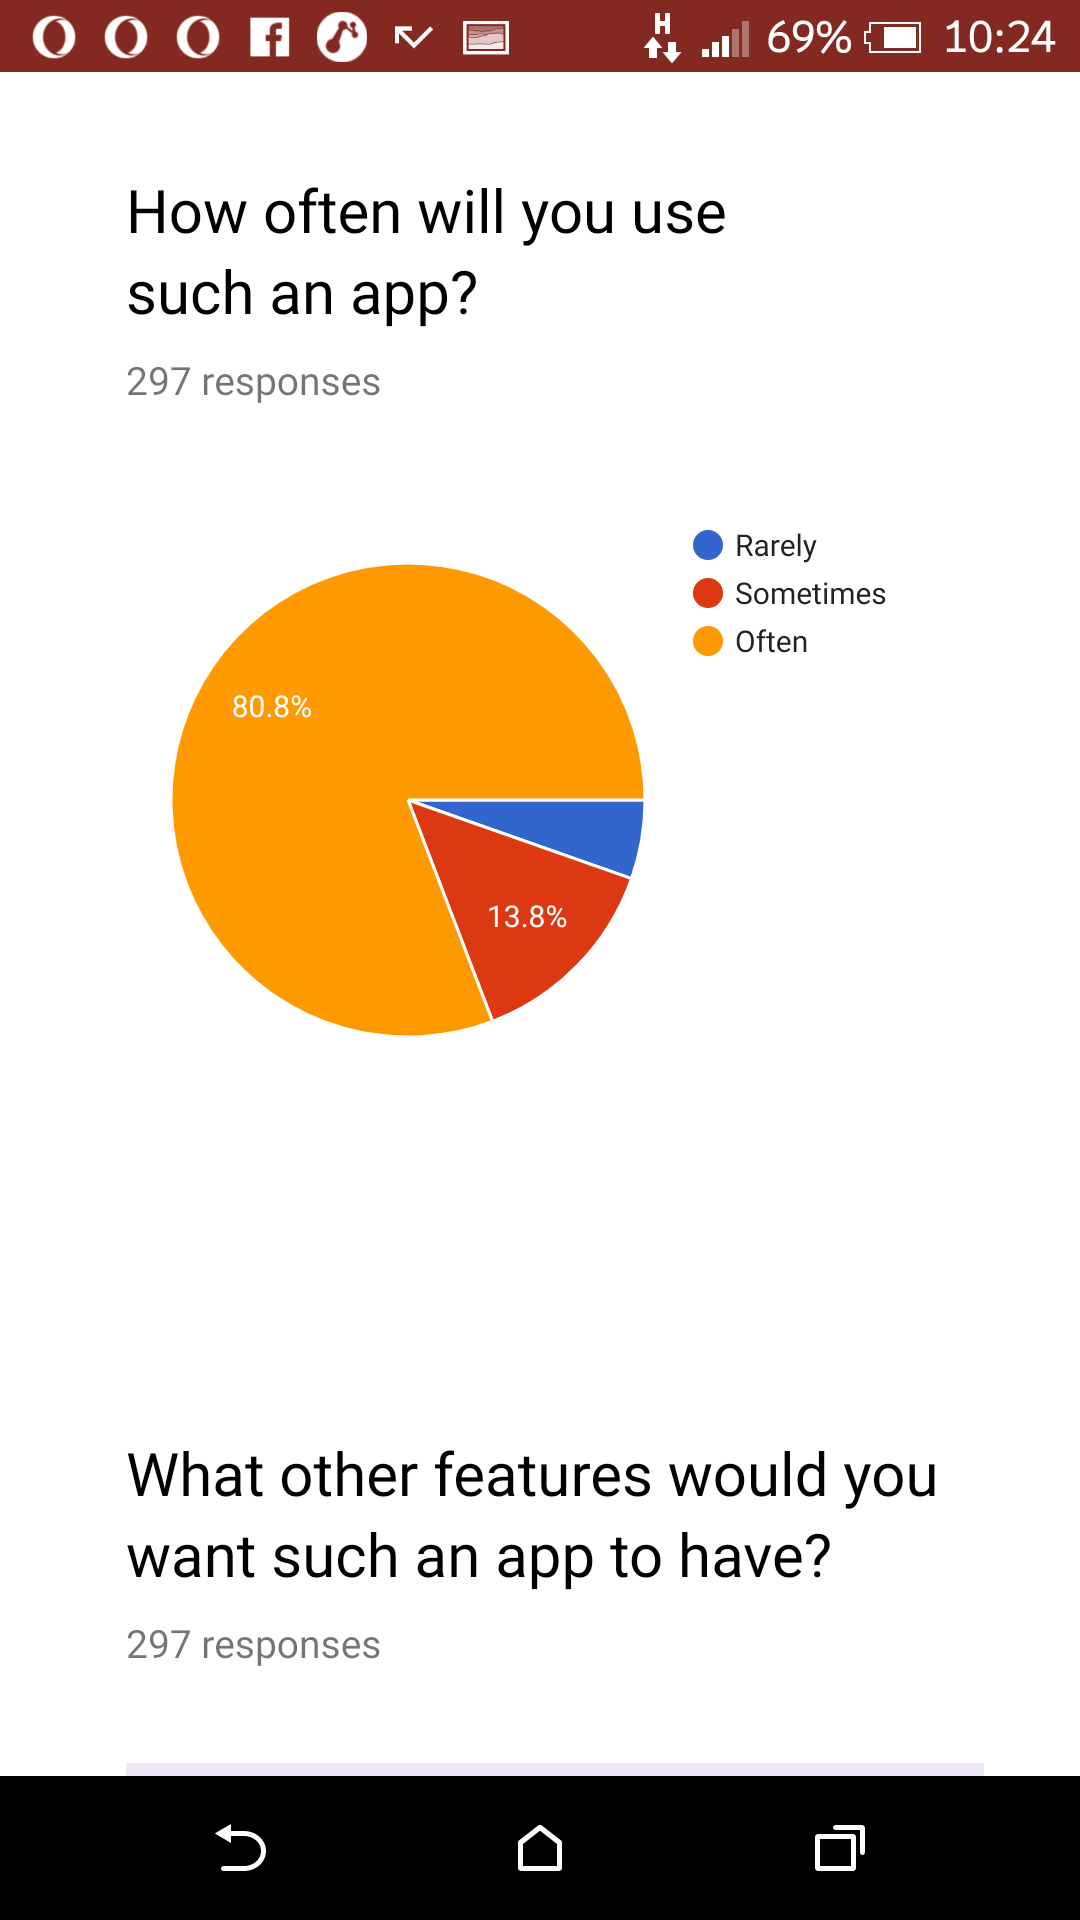 H 69% 10:24
How often will you use
such an app?
297 responses
Rarely
Sometimes
Often
80.8%
13.8%
What other features would you
want such an app to have?
297 responses